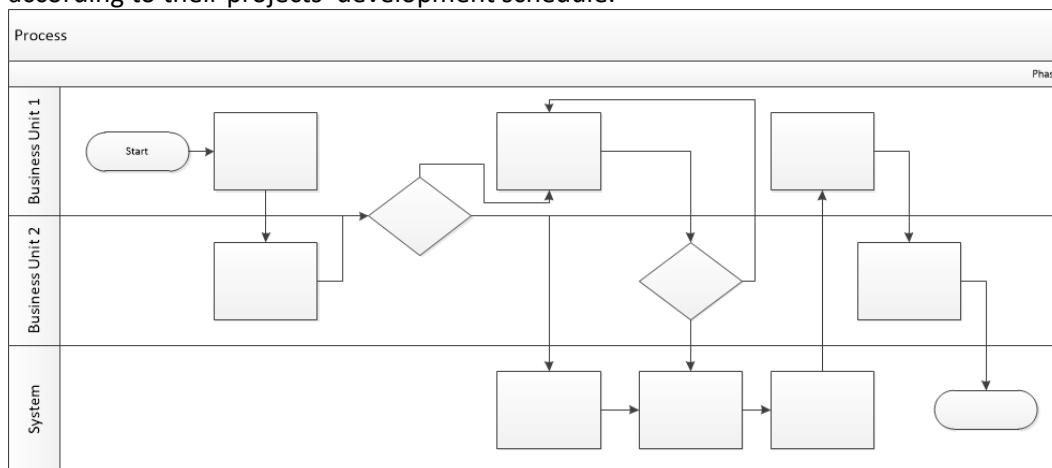 according to their projects' development schedule.
Process
Phas
Business Unit 1
Start
Business Unit 2
System